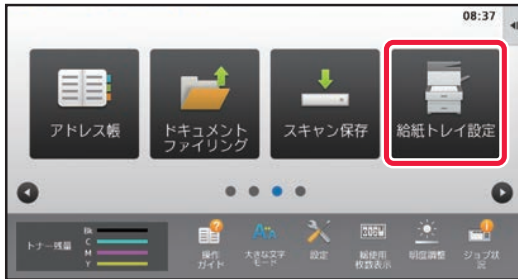 08:37
アドレス帳
ドキュメント
ファイリング
スキャン保存
給紙トレイ設定
トナー残量
Bk
C
M
Y
操作
ガイド
大きな文字
モード
設定
総使用
枚数表示
明度調整
ジョブ状
況